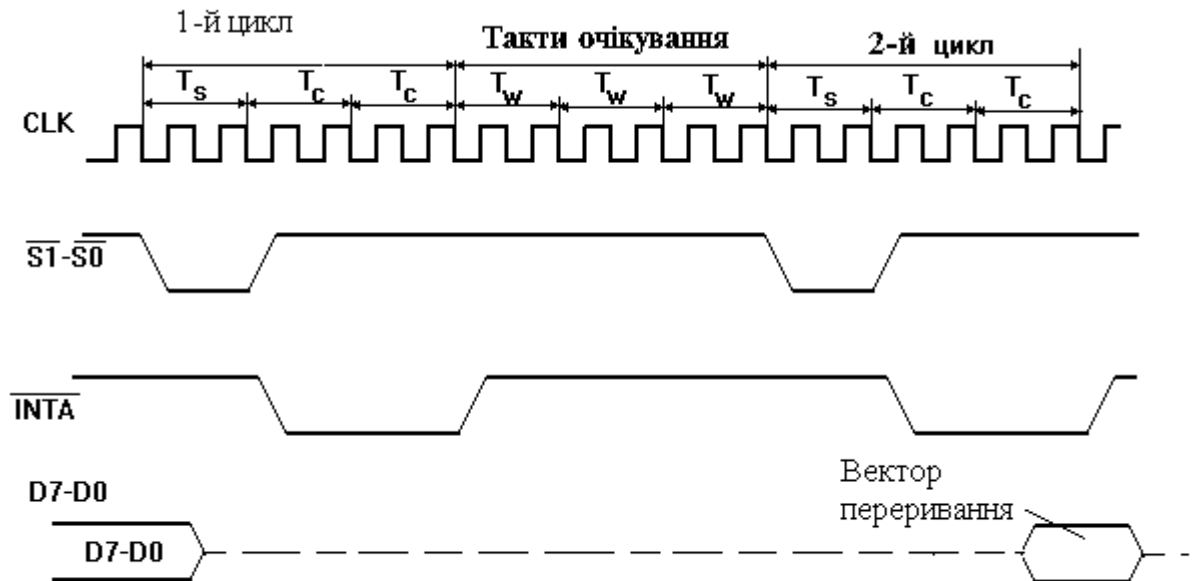 1-й цикл
Такти очікування
2-й цикл
Ts Tc Tc Tw Tw Tw Ts Tc Tc
CLK
S1-S0
INTA
D7-D0
Вектор
переривання
D7-D0